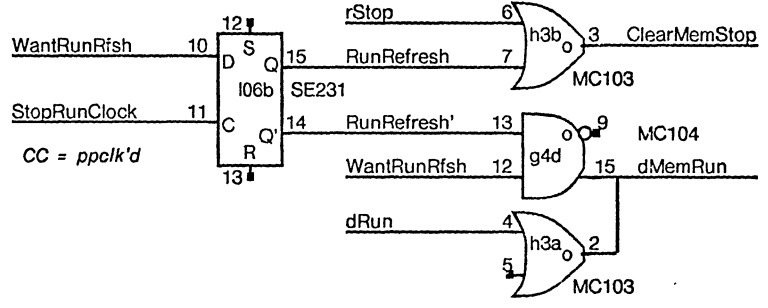 rStop 6 h3b o 3 ClearMemStop
12 S
WantRunRfsh 10 D Q 15 RunRefresh 7 MC103
l06b SE231
StopRunClock 11 C Q' 14 RunRefresh' 13 o 9 MC104
CC = ppclk'd
R 13
g4d
WantRunRfsh 12 15 dMemRun
dRun 4 h3a o 2
5 MC103